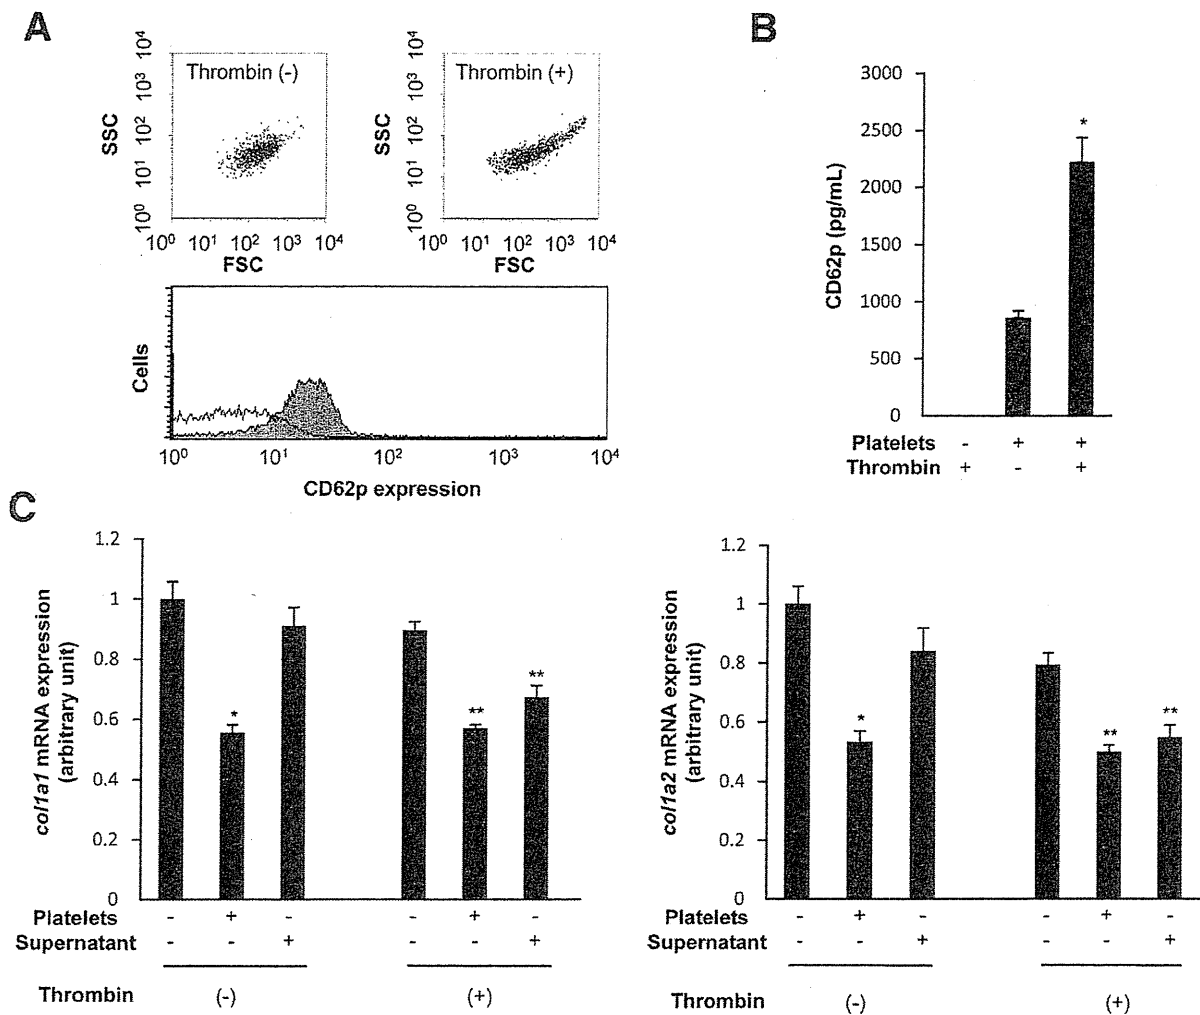 A
Thrombin (-)
SSC
10⁴
10³
10²
10¹
10⁰
10⁰ 10¹ 10² 10³ 10⁴
FSC
Thrombin (+)
SSC
10⁴
10³
10²
10¹
10⁰
10⁰ 10¹ 10² 10³ 10⁴
FSC
Cells
10⁰ 10¹ 10² 10³ 10⁴
CD62p expression
B
CD62p (pg/mL)
3000
2500
2000
1500
1000
500
0
*
Platelets - + +
Thrombin + - +
C
col1a1 mRNA expression
(arbitrary unit)
1.2
1
0.8
0.6
0.4
0.2
0
* ** **
Platelets - + - - + -
Supernatant - - + - - +
Thrombin (-) (+)
col1a2 mRNA expression
(arbitrary unit)
1.2
1
0.8
0.6
0.4
0.2
0
* ** **
Platelets - + - - + -
Supernatant - - + - - +
Thrombin (-) (+)